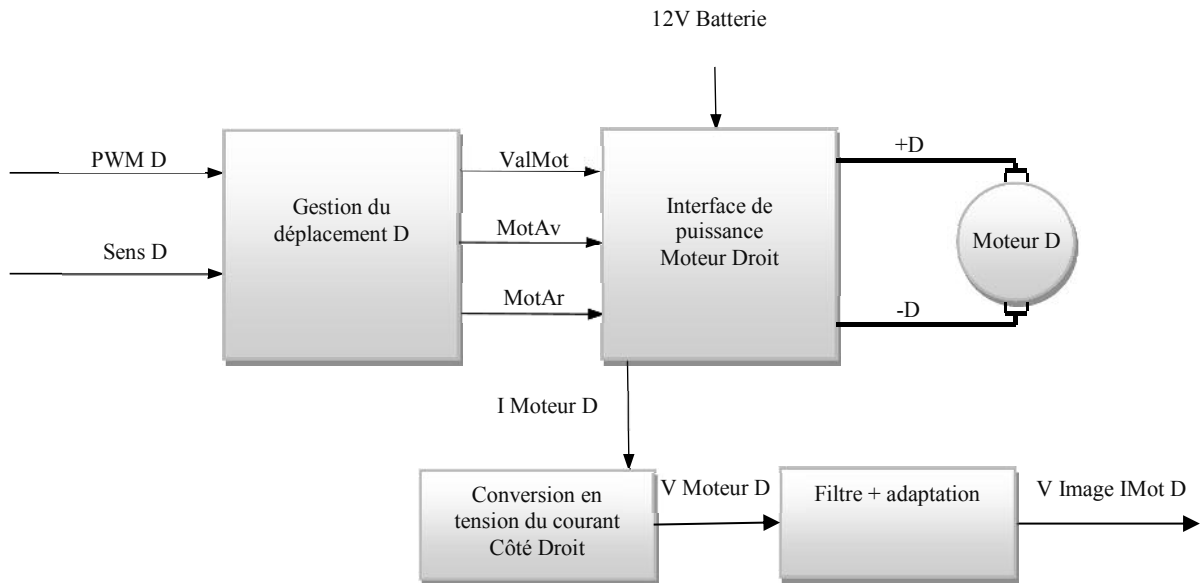 12V Batterie
PWM D
Sens D
Gestion du
déplacement D
ValMot
MotAv
MotAr
Interface de
puissance
Moteur Droit
+D
-D
Moteur D
I Moteur D
Conversion en
tension du courant
Côté Droit
V Moteur D
Filtre + adaptation
V Image IMot D